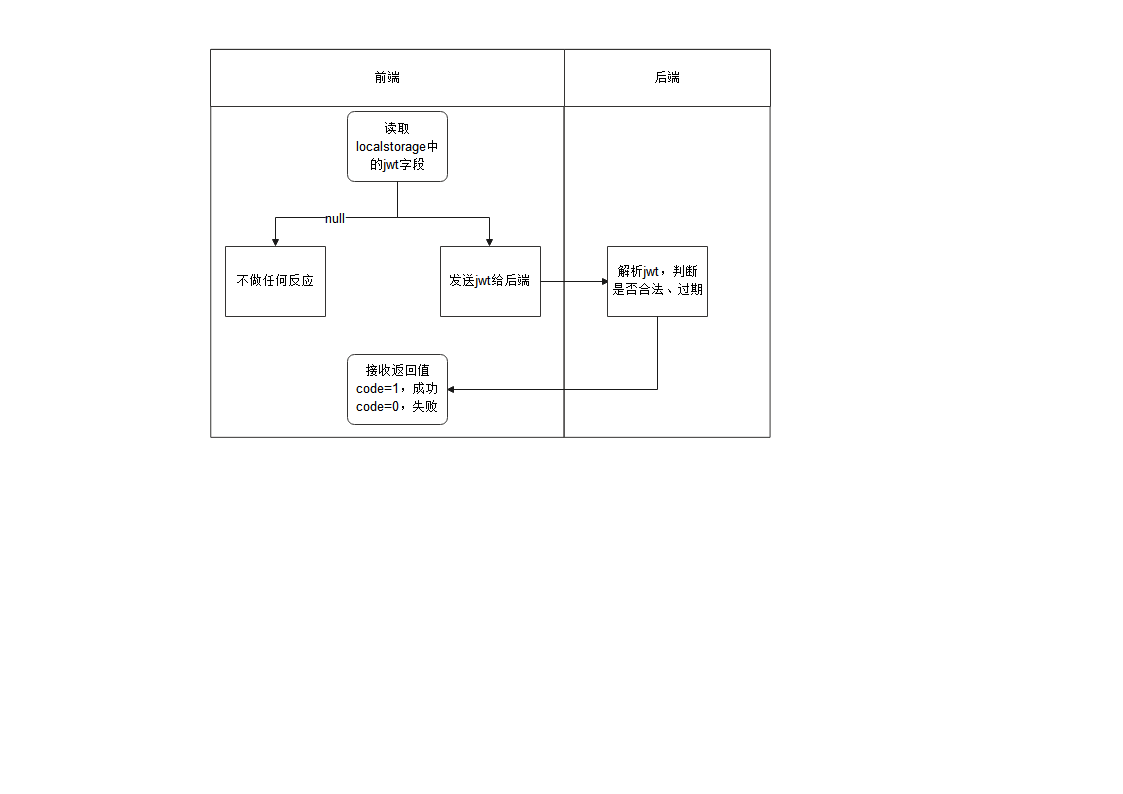 前端
后端
读取
localstorage中
的jwt字段
null
不做任何反应
发送jwt给后端
解析jwt，判断
是否合法、过期
接收返回值
code=1，成功
code=0，失败